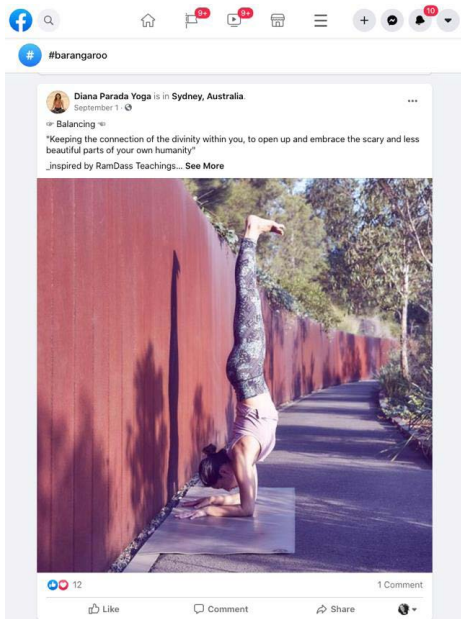 9+
9+
10
#
#barangaroo
Diana Parada Yoga is in Sydney, Australia.
September 1 ·
☞ Balancing ☜
"Keeping the connection of the divinity within you, to open up and embrace the scary and less
beautiful parts of your own humanity"
_inspired by RamDass Teachings... See More
12
1 Comment
Like
Comment
Share